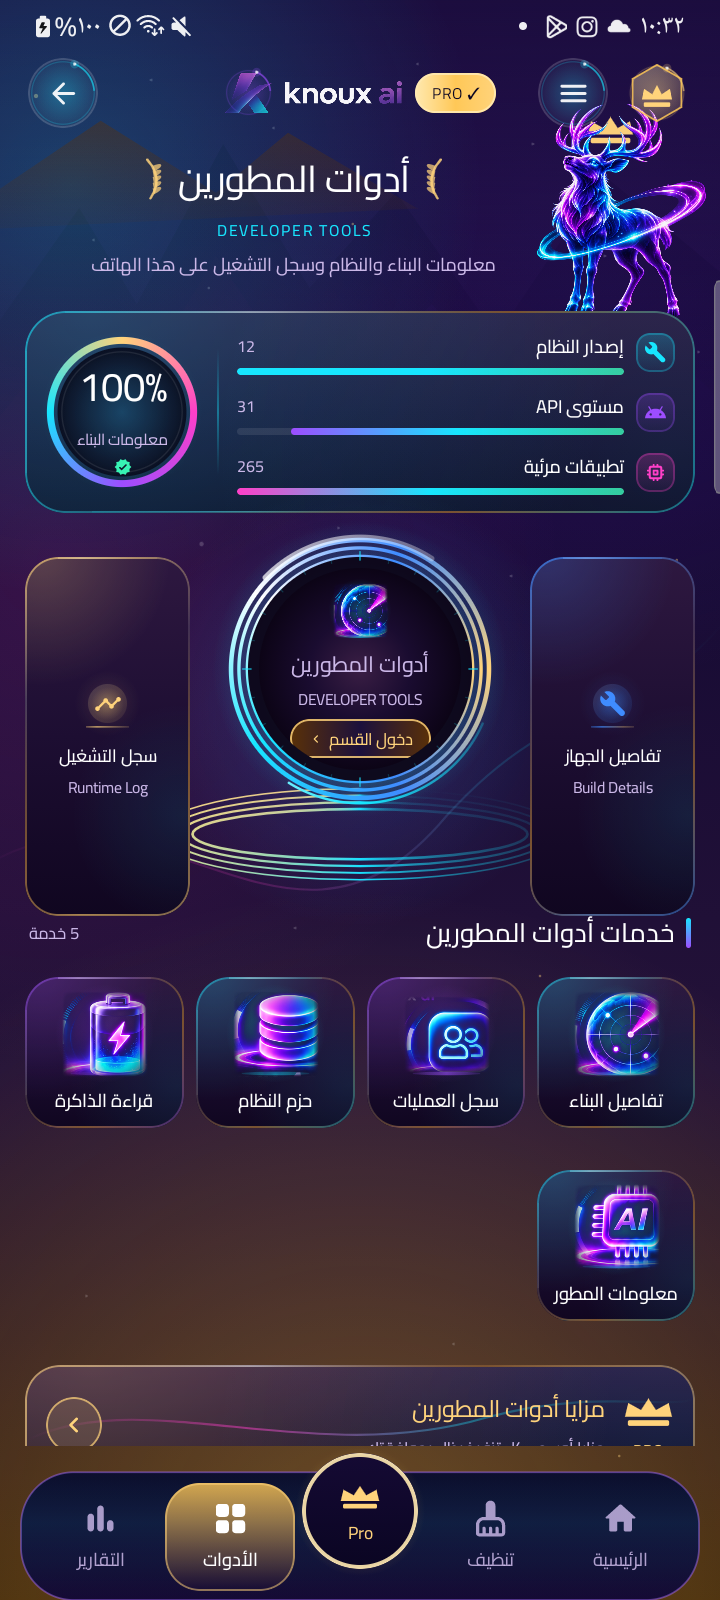 ١٠:٣٢
%١٠٠
knoux ai
PRO ✓
أدوات المطورين
DEVELOPER TOOLS
معلومات البناء والنظام وسجل التشغيل على هذا الهاتف
إصدار النظام 12
مستوى API 31
تطبيقات مرئية 265
100%
معلومات البناء
أدوات المطورين
DEVELOPER TOOLS
دخول القسم
تفاصيل الجهاز
Build Details
سجل التشغيل
Runtime Log
خدمات أدوات المطورين
5 خدمة
تفاصيل البناء
سجل العمليات
حزم النظام
قراءة الذاكرة
AI
معلومات المطور
مزايا أدوات المطورين
الرئيسية
تنظيف
Pro
الأدوات
التقارير